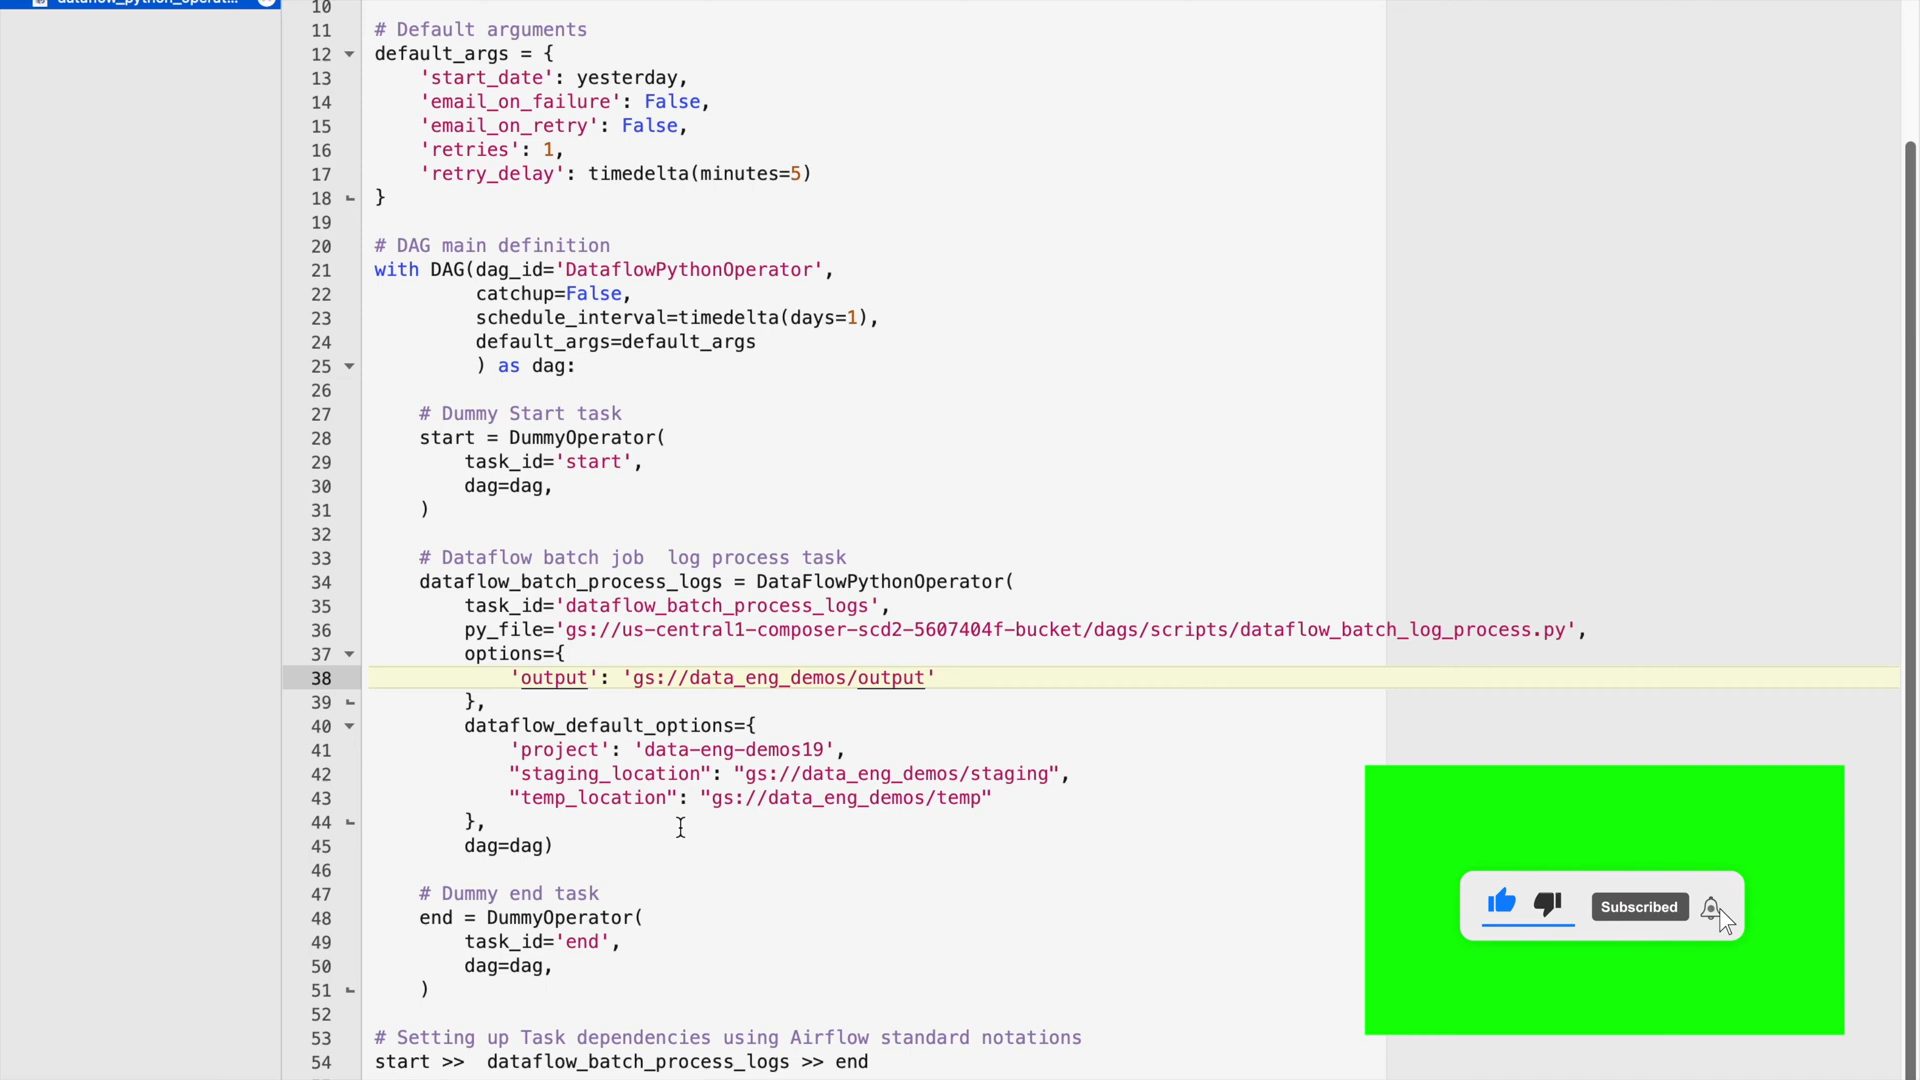 dataflow_python_operat...
10
11 # Default arguments
12 default_args = {
13     'start_date': yesterday,
14     'email_on_failure': False,
15     'email_on_retry': False,
16     'retries': 1,
17     'retry_delay': timedelta(minutes=5)
18 }
19
20 # DAG main definition
21 with DAG(dag_id='DataflowPythonOperator',
22          catchup=False,
23          schedule_interval=timedelta(days=1),
24          default_args=default_args
25          ) as dag:
26
27     # Dummy Start task
28     start = DummyOperator(
29         task_id='start',
30         dag=dag,
31     )
32
33     # Dataflow batch job  log process task
34     dataflow_batch_process_logs = DataFlowPythonOperator(
35         task_id='dataflow_batch_process_logs',
36         py_file='gs://us-central1-composer-scd2-5607404f-bucket/dags/scripts/dataflow_batch_log_process.py',
37         options={
38             'output': 'gs://data_eng_demos/output'
39         },
40         dataflow_default_options={
41             'project': 'data-eng-demos19',
42             "staging_location": "gs://data_eng_demos/staging",
43             "temp_location": "gs://data_eng_demos/temp"
44         },
45         dag=dag)
46
47     # Dummy end task
48     end = DummyOperator(
49         task_id='end',
50         dag=dag,
51     )
52
53 # Setting up Task dependencies using Airflow standard notations
54 start >>  dataflow_batch_process_logs >> end
Subscribed